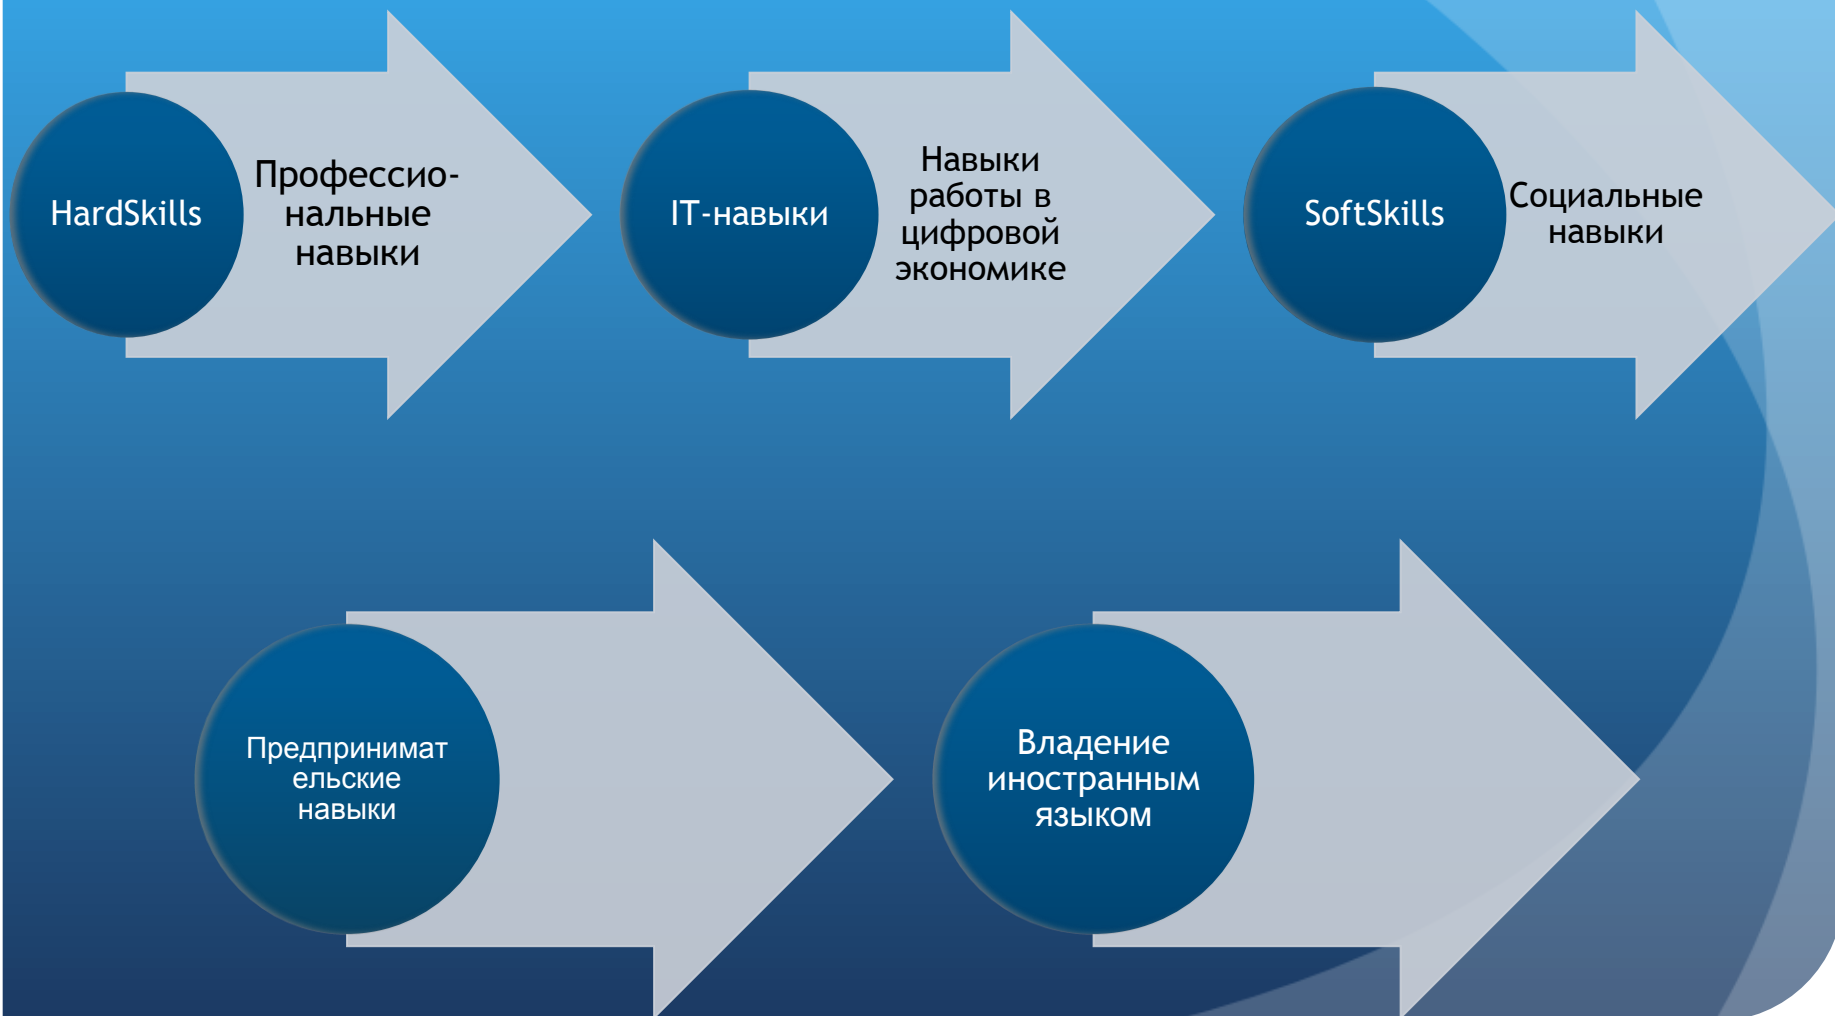 HardSkills
Профессио-
нальные
навыки
IT-навыки
Навыки
работы в
цифровой
экономике
SoftSkills
Социальные
навыки
Предпринимат
ельские
навыки
Владение
иностранным
языком